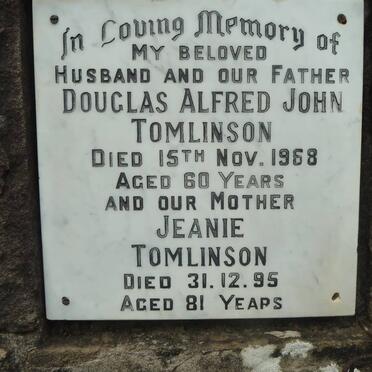 In Loving Memory of
MY BELOVED
HUSBAND AND OUR FATHER
DOUGLAS ALFRED JOHN
TOMLINSON
DIED 15TH NOV. 1968
AGED 60 YEARS
AND OUR MOTHER
JEANIE
TOMLINSON
DIED 31.12.95
AGED 81 YEARS